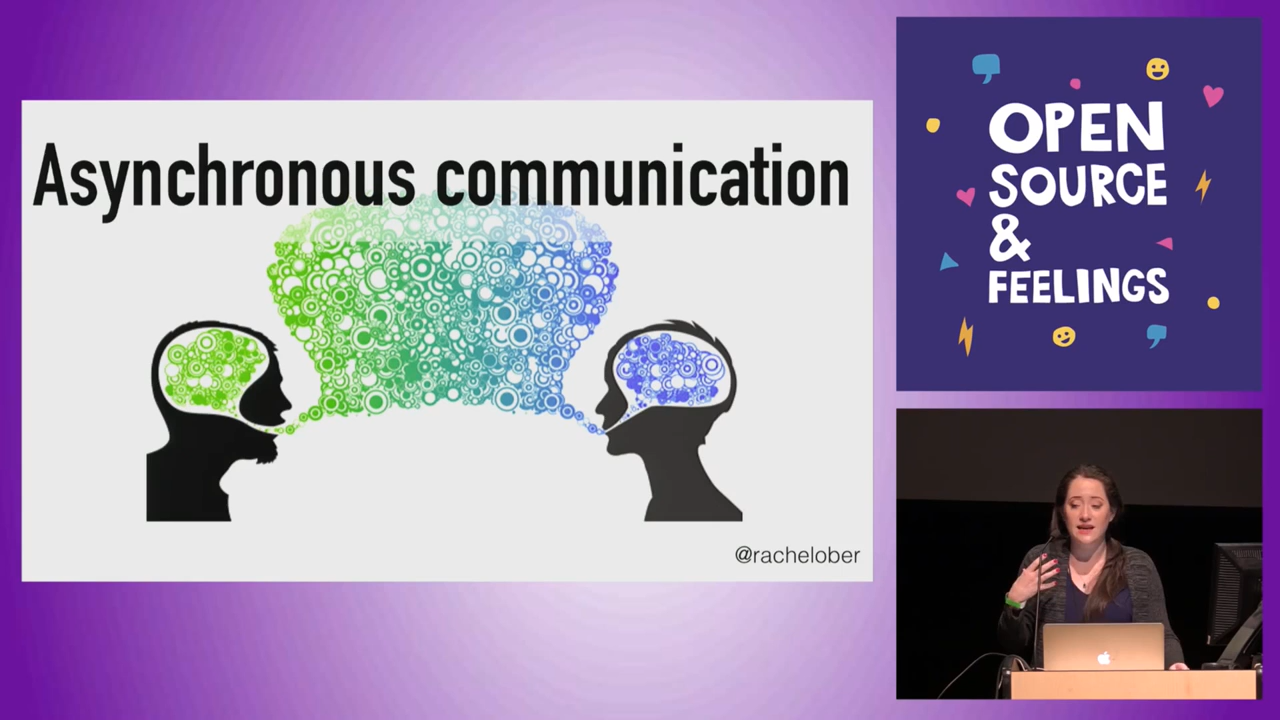 Asynchronous communication
@rachelober
OPEN
SOURCE
&
FEELINGS